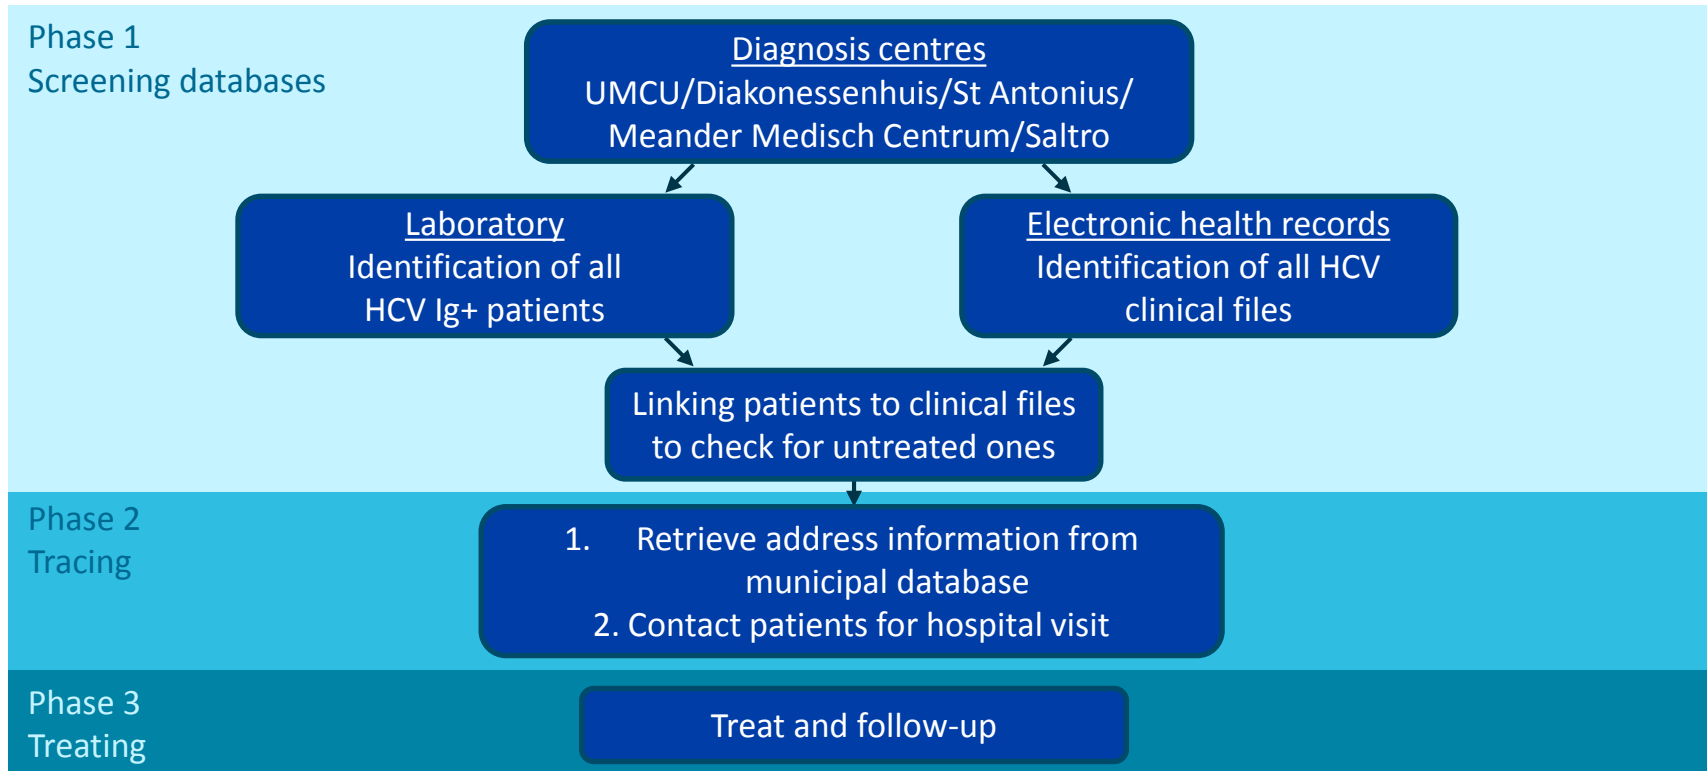 Phase 1
Screening databases
Diagnosis centres
UMCU/Diakonessenhuis/St Antonius/
Meander Medisch Centrum/Saltro
Laboratory
Identification of all
HCV Ig+ patients
Electronic health records
Identification of all HCV
clinical files
Linking patients to clinical files
to check for untreated ones
Phase 2
Tracing
1. Retrieve address information from
municipal database
2. Contact patients for hospital visit
Phase 3
Treating
Treat and follow-up